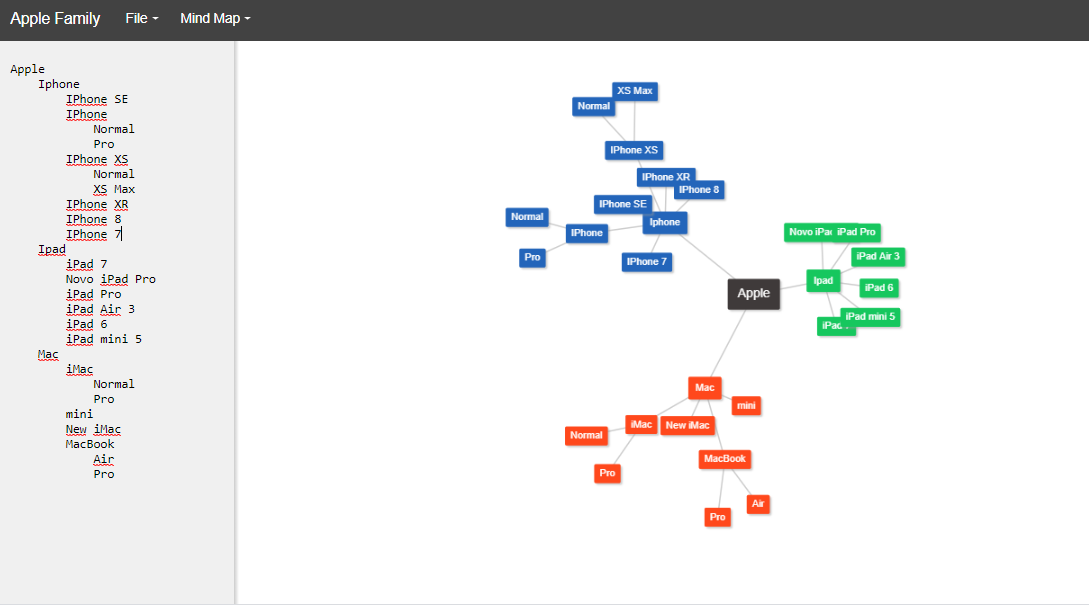 Apple Family File Mind Map
Apple
Iphone
IPhone SE
IPhone
Normal
Pro
IPhone XS
Normal
XS Max
IPhone XR
IPhone 8
IPhone 7
Ipad
iPad 7
Novo iPad Pro
iPad Pro
iPad Air 3
iPad 6
iPad mini 5
Mac
iMac
Normal
Pro
mini
New iMac
MacBook
Air
Pro
XS Max
Normal
IPhone XS
IPhone XR
IPhone 8
IPhone SE
Normal
Iphone
IPhone
Pro
IPhone 7
Apple
Novo iPad
iPad Pro
iPad Air 3
Ipad
iPad 6
iPad mini 5
iPad
Mac
mini
iMac
New iMac
Normal
MacBook
Pro
Air
Pro